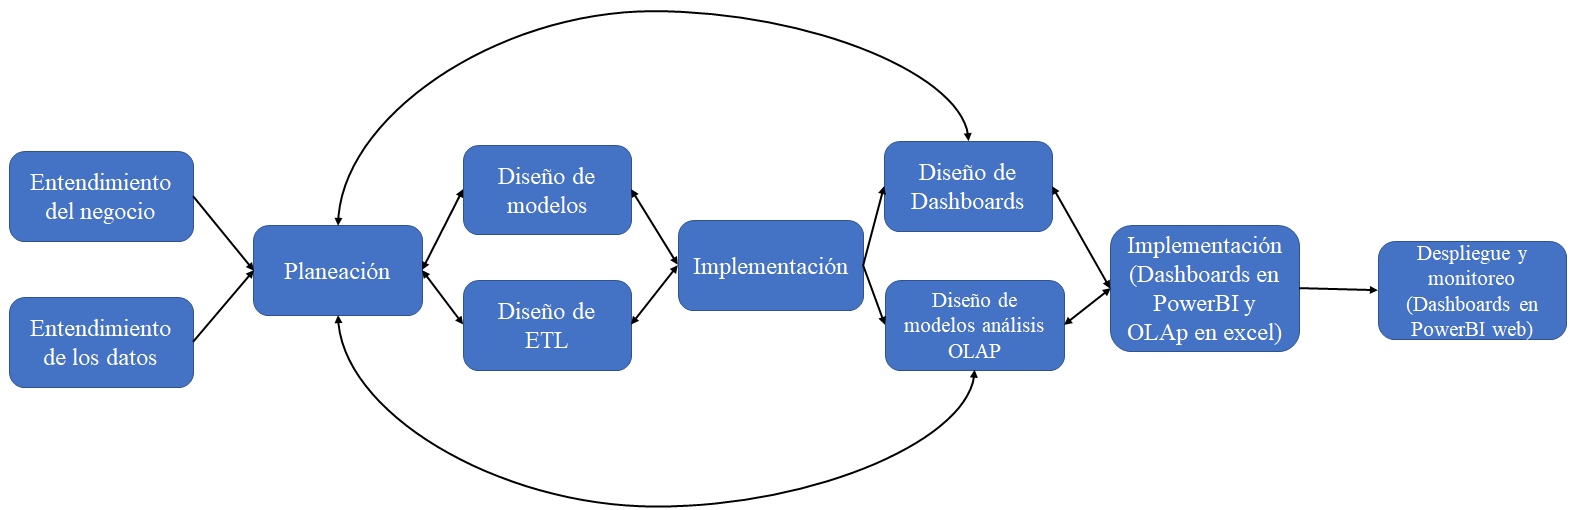 Entendimiento
del negocio
Entendimiento
de los datos
Planeación
Diseño de
modelos
Diseño de
ETL
Implementación
Diseño de
Dashboards
Diseño de
modelos análisis
OLAP
Implementación
(Dashboards en
PowerBI y
OLAp en excel)
Despliegue y
monitoreo
(Dashboards en
PowerBI web)